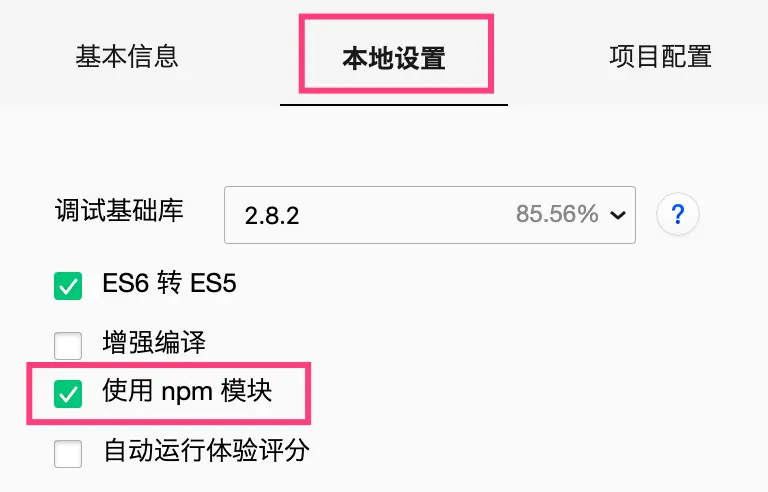 基本信息 本地设置 项目配置
调试基础库 2.8.2 85.56% ?
ES6 转 ES5
增强编译
使用 npm 模块
自动运行体验评分